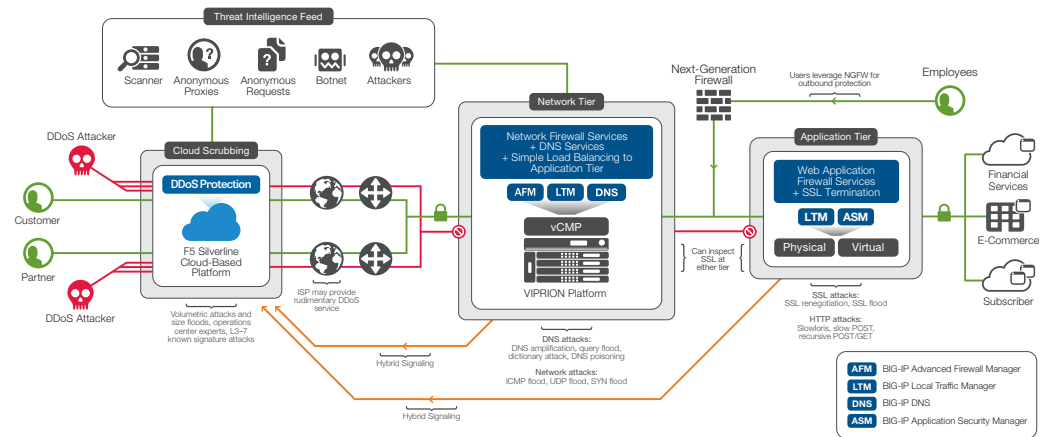 Threat Intelligence Feed
Scanner
Anonymous
Proxies
Anonymous
Requests
Botnet
Attackers
Next-Generation
Firewall
Users leverage NGFW for
outbound protection
Employees
DDoS Attacker
Customer
Partner
DDoS Attacker
Cloud Scrubbing
DDoS Protection
F5 Silverline
Cloud-Based
Platform
Volumetric attacks and
size floods, operations
center experts, L3–7
known signature attacks
ISP may provide
rudimentary DDoS
service
Network Tier
Network Firewall Services
+ DNS Services
+ Simple Load Balancing to
Application Tier
AFM
LTM
DNS
vCMP
VIPRION Platform
DNS attacks:
DNS amplification, query flood,
dictionary attack, DNS poisoning
Network attacks:
ICMP flood, UDP flood, SYN flood
Hybrid Signaling
Hybrid Signaling
Can inspect
SSL at
either tier
Application Tier
Web Application
Firewall Services
+ SSL Termination
LTM
ASM
Physical
Virtual
SSL attacks:
SSL renegotiation, SSL flood
HTTP attacks:
Slowloris, slow POST,
recursive POST/GET
Financial
Services
E-Commerce
Subscriber
AFM BIG-IP Advanced Firewall Manager
LTM BIG-IP Local Traffic Manager
DNS BIG-IP DNS
ASM BIG-IP Application Security Manager